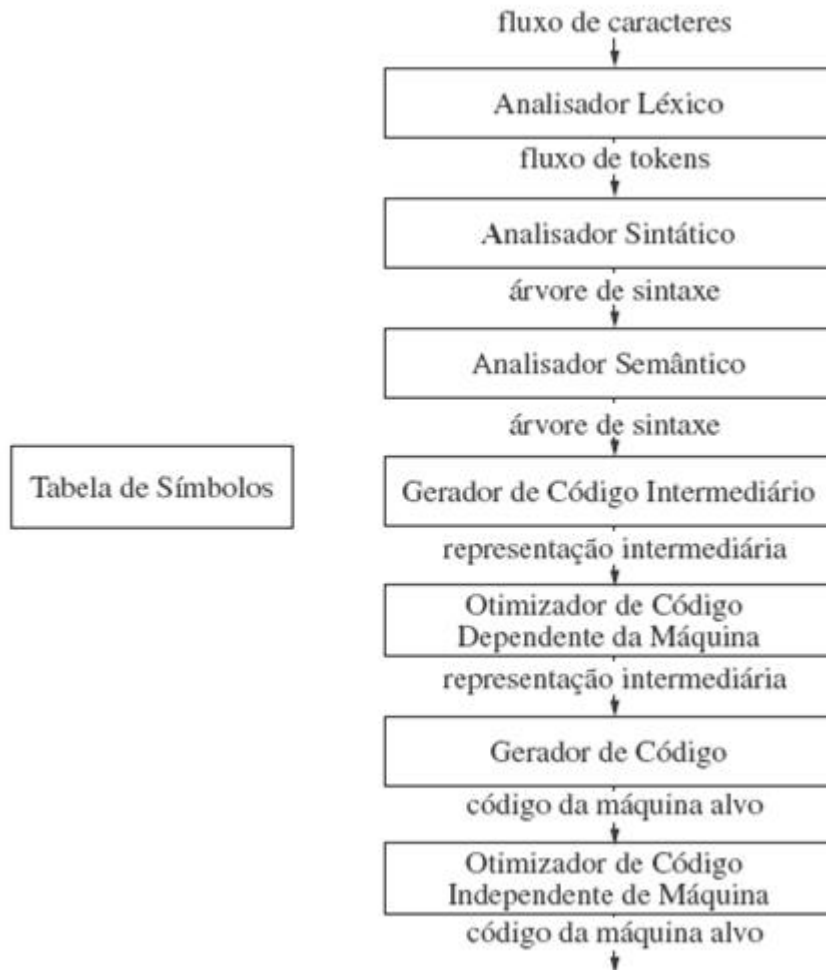 fluxo de caracteres
Analisador Léxico
fluxo de tokens
Analisador Sintático
árvore de sintaxe
Analisador Semântico
árvore de sintaxe
Tabela de Símbolos
Gerador de Código Intermediário
representação intermediária
Otimizador de Código
Dependente da Máquina
representação intermediária
Gerador de Código
código da máquina alvo
Otimizador de Código
Independente de Máquina
código da máquina alvo